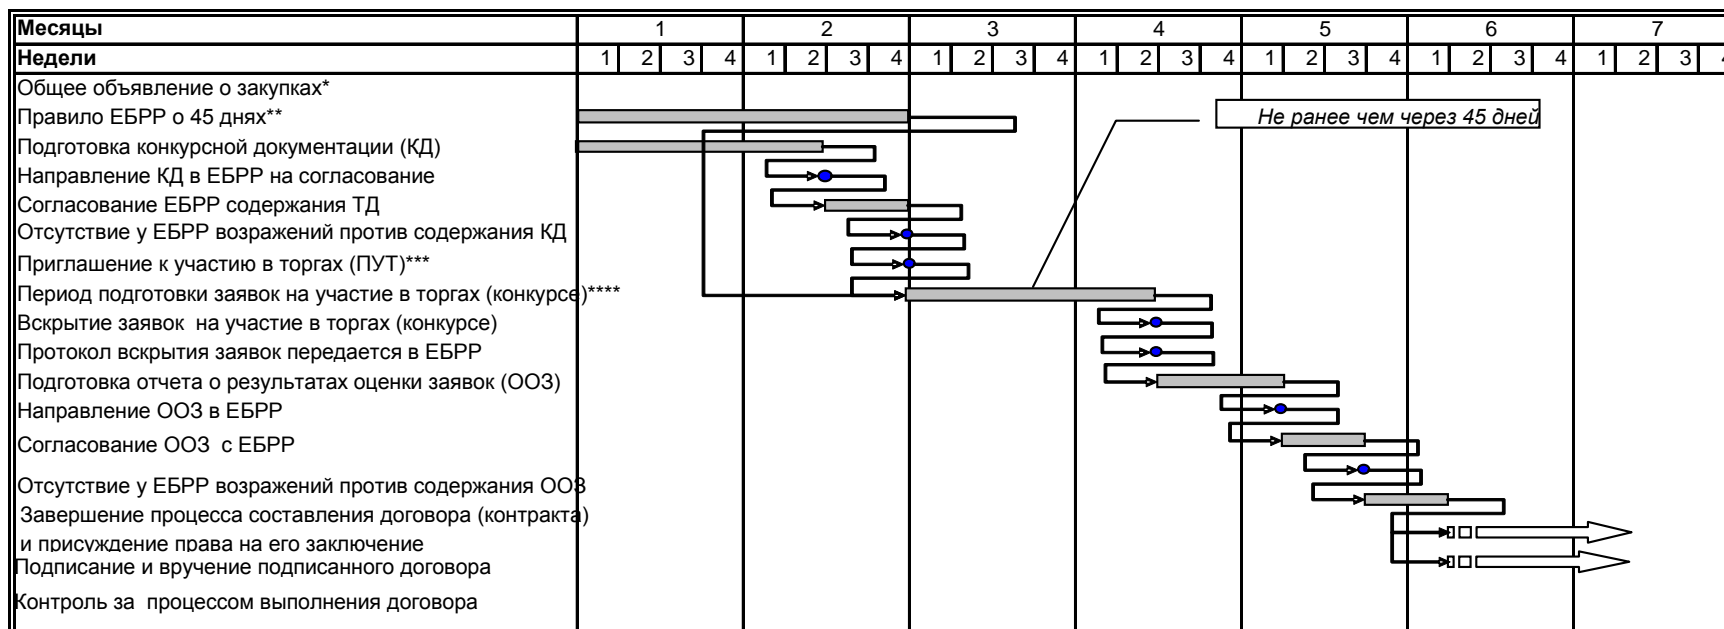 Месяцы 1 2 3 4 5 6 7
Недели 1 2 3 4 1 2 3 4 1 2 3 4 1 2 3 4 1 2 3 4 1 2 3 4 1 2 3 4
Общее объявление о закупках*
Правило ЕБРР о 45 днях**
Не ранее чем через 45 дней
Подготовка конкурсной документации (КД)
Направление КД в ЕБРР на согласование
Согласование ЕБРР содержания ТД
Отсутствие у ЕБРР возражений против содержания КД
Приглашение к участию в торгах (ПУТ)***
Период подготовки заявок на участие в торгах (конкурсе)****
Вскрытие заявок на участие в торгах (конкурсе)
Протокол вскрытия заявок передается в ЕБРР
Подготовка отчета о результатах оценки заявок (ООЗ)
Направление ООЗ в ЕБРР
Согласование ООЗ с ЕБРР
Отсутствие у ЕБРР возражений против содержания ООЗ
Завершение процесса составления договора (контракта)
и присуждение права на его заключение
Подписание и вручение подписанного договора
Контроль за процессом выполнения договора